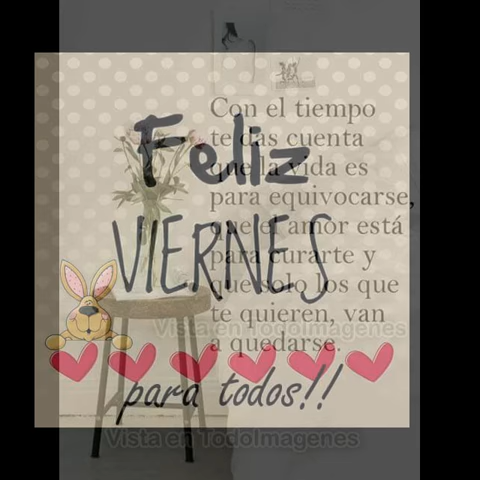 Feliz
VIERNES
para todos!!
Con el tiempo
te das cuenta
que la vida es
para equivocarse,
que el amor está
para curarte y
que solo los que
te quieren, van
a quedarse.
Vista en TodoImagenes
Vista en TodoImagenes